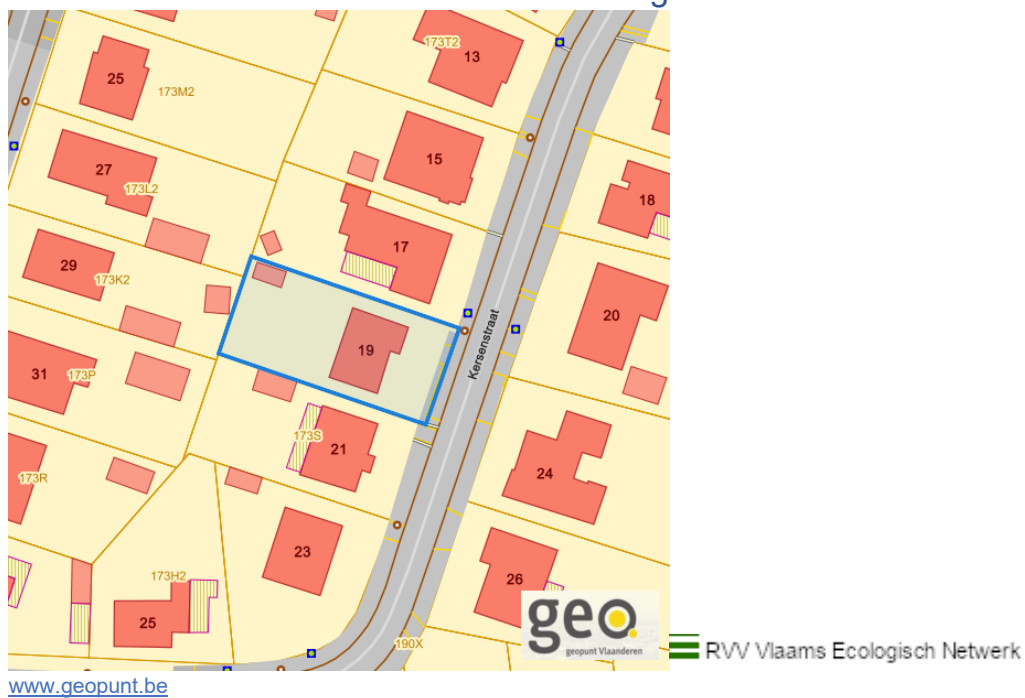 173T2
13
25
173M2
15
27
173L2
18
17
29
173K2
20
Kersenstraat
19
31
173P
173S
21
24
173R
23
173H2
26
25
190X
geo
geopunt Vlaanderen
RVV Vlaams Ecologisch Netwerk
www.geopunt.be